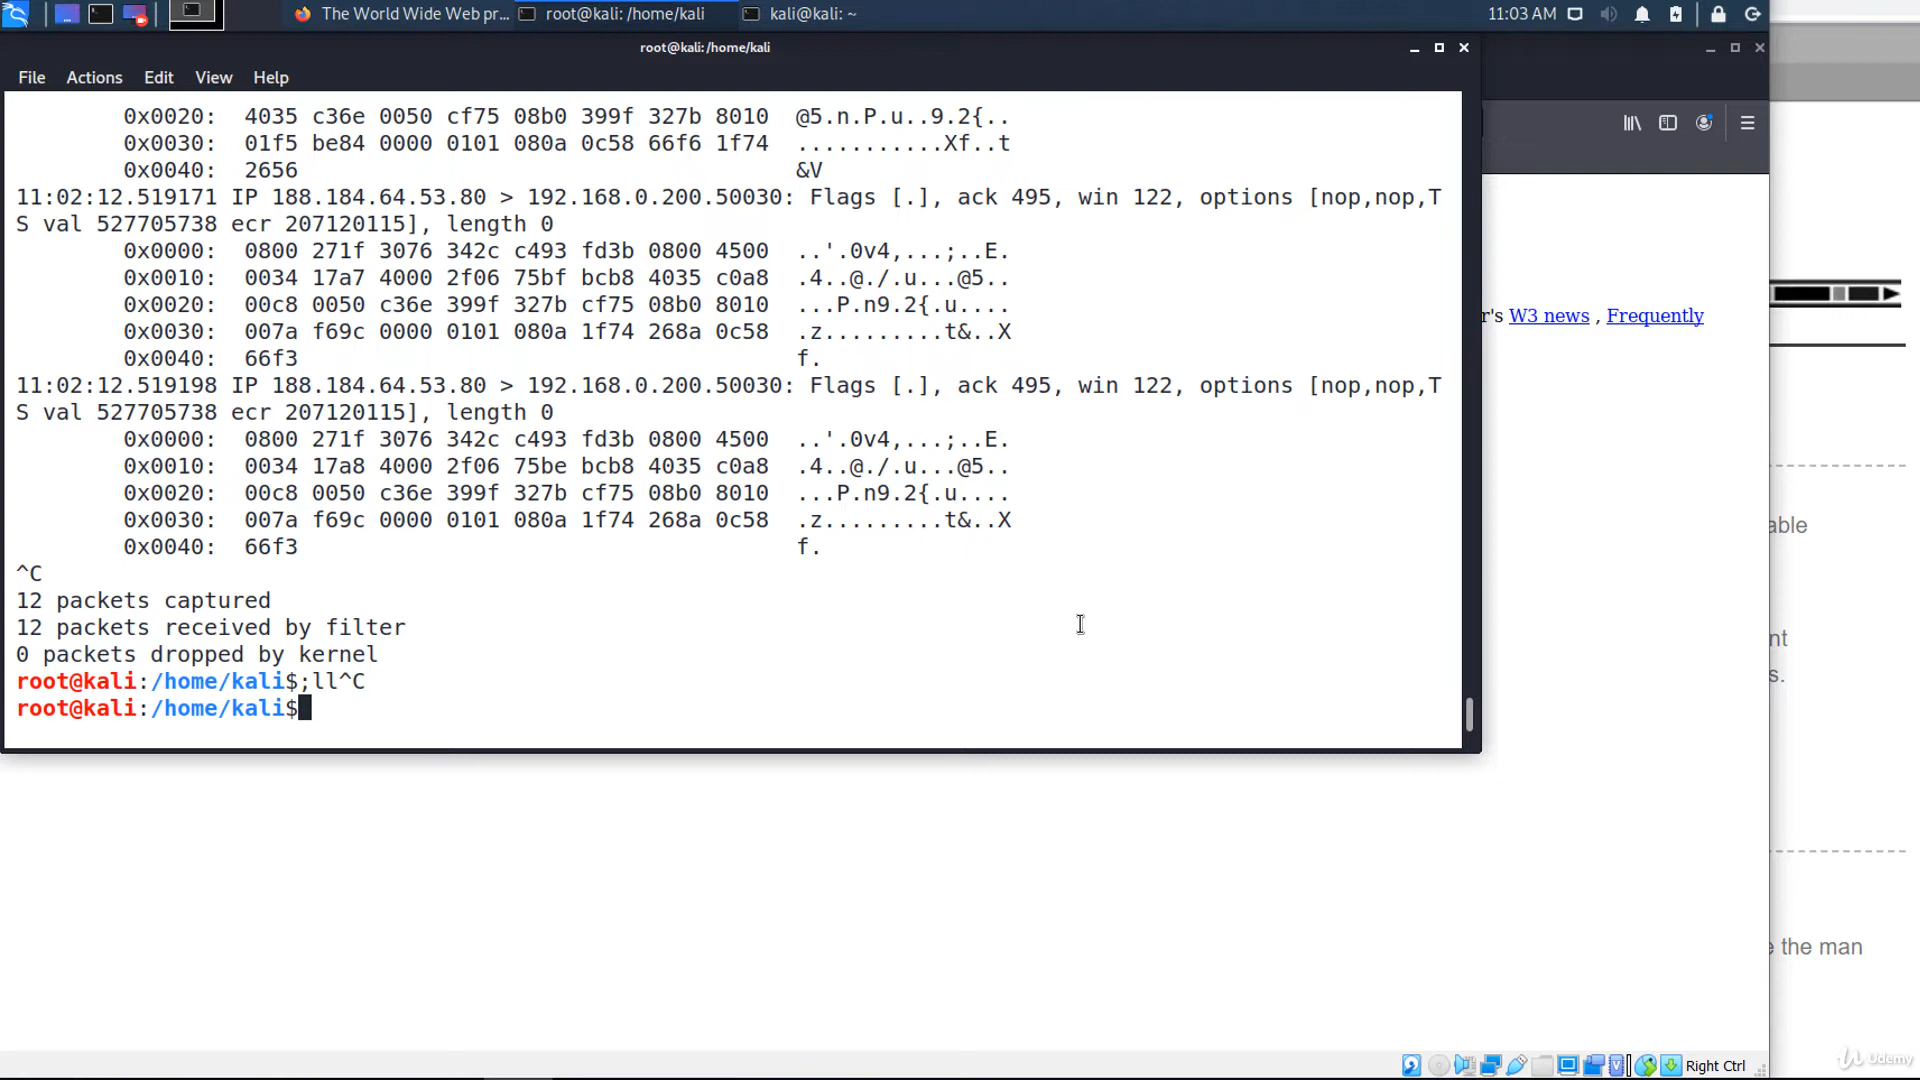 The World Wide Web pr...
root@kali: /home/kali
kali@kali: ~
11:03 AM
root@kali:/home/kali
File Actions Edit View Help
0x0020: 4035 c36e 0050 cf75 08b0 399f 327b 8010 @5.n.P.u..9.2{..
0x0030: 01f5 be84 0000 0101 080a 0c58 66f6 1f74 ...........Xf..t
0x0040: 2656 &V
11:02:12.519171 IP 188.184.64.53.80 > 192.168.0.200.50030: Flags [.], ack 495, win 122, options [nop,nop,T
S val 527705738 ecr 207120115], length 0
0x0000: 0800 271f 3076 342c c493 fd3b 0800 4500 ..'.0v4,...;..E.
0x0010: 0034 17a7 4000 2f06 75bf bcb8 4035 c0a8 .4..@./.u...@5..
0x0020: 00c8 0050 c36e 399f 327b cf75 08b0 8010 ...P.n9.2{.u....
0x0030: 007a f69c 0000 0101 080a 1f74 268a 0c58 .z.........t&..X
0x0040: 66f3 f.
11:02:12.519198 IP 188.184.64.53.80 > 192.168.0.200.50030: Flags [.], ack 495, win 122, options [nop,nop,T
S val 527705738 ecr 207120115], length 0
0x0000: 0800 271f 3076 342c c493 fd3b 0800 4500 ..'.0v4,...;..E.
0x0010: 0034 17a8 4000 2f06 75be bcb8 4035 c0a8 .4..@./.u...@5..
0x0020: 00c8 0050 c36e 399f 327b cf75 08b0 8010 ...P.n9.2{.u....
0x0030: 007a f69c 0000 0101 080a 1f74 268a 0c58 .z.........t&..X
0x0040: 66f3 f.
^C
12 packets captured
12 packets received by filter
0 packets dropped by kernel
root@kali:/home/kali$;ll^C
root@kali:/home/kali$
r's W3 news , Frequently
able
nt
s.
e the man
Right Ctrl
Udemy